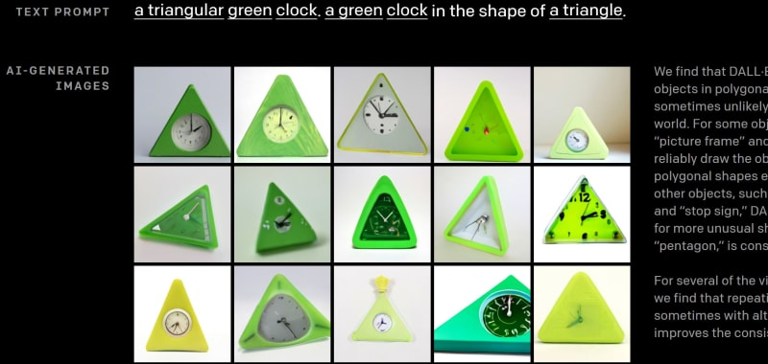 TEXT PROMPT
a triangular green clock. a green clock in the shape of a triangle.
AI-GENERATED
IMAGES
We find that DALL·E
objects in polygona
sometimes unlikely
world. For some obj
“picture frame” and
reliably draw the ob
polygonal shapes e
other objects, such
and “stop sign,” DA
for more unusual sh
“pentagon,” is cons
For several of the vi
we find that repeati
sometimes with alt
improves the consis
12